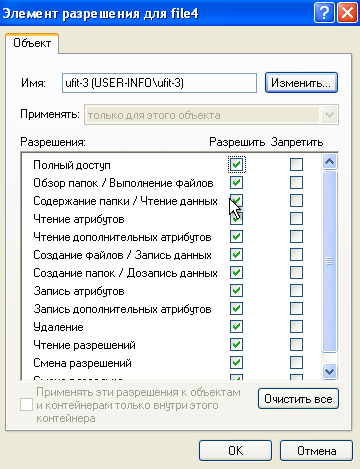 Элемент разрешения для file4
Объект
Имя: ufit-3 (USER-INFO\ufit-3) Изменить...
Применять: только для этого объекта
Разрешения: Разрешить Запретить
Полный доступ
Обзор папок / Выполнение файлов
Содержание папки / Чтение данных
Чтение атрибутов
Чтение дополнительных атрибутов
Создание файлов / Запись данных
Создание папок / Дозапись данных
Запись атрибутов
Запись дополнительных атрибутов
Удаление
Чтение разрешений
Смена разрешений
Применять эти разрешения к объектам
и контейнерам только внутри этого
контейнера
Очистить все
OK Отмена